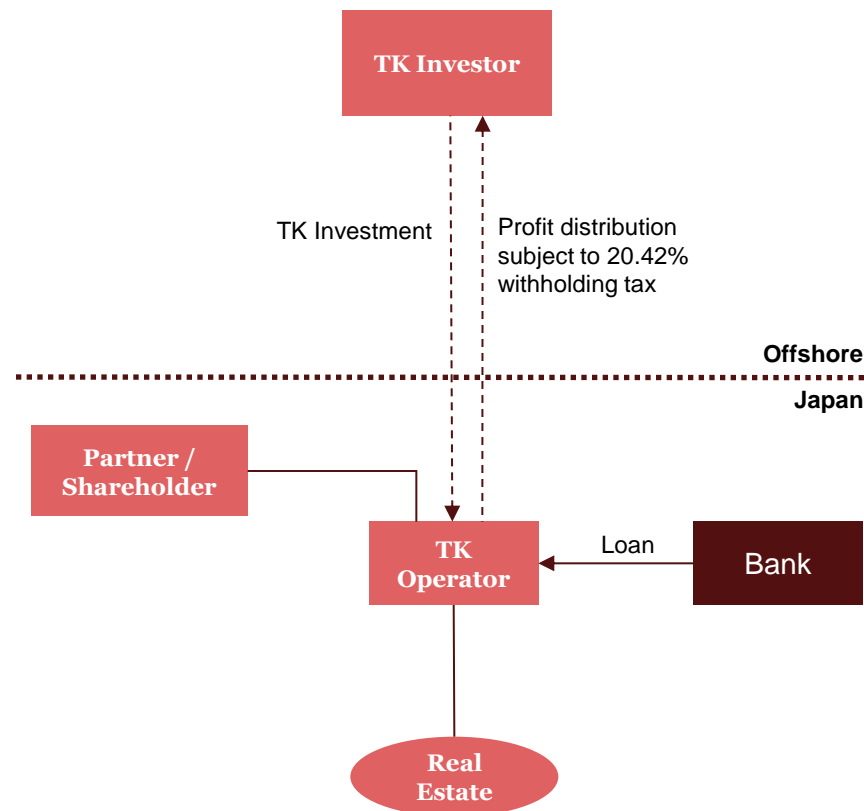 TK Investor
TK Investment
Profit distribution
subject to 20.42%
withholding tax
Offshore
Japan
Partner /
Shareholder
TK
Operator
Loan
Bank
Real
Estate